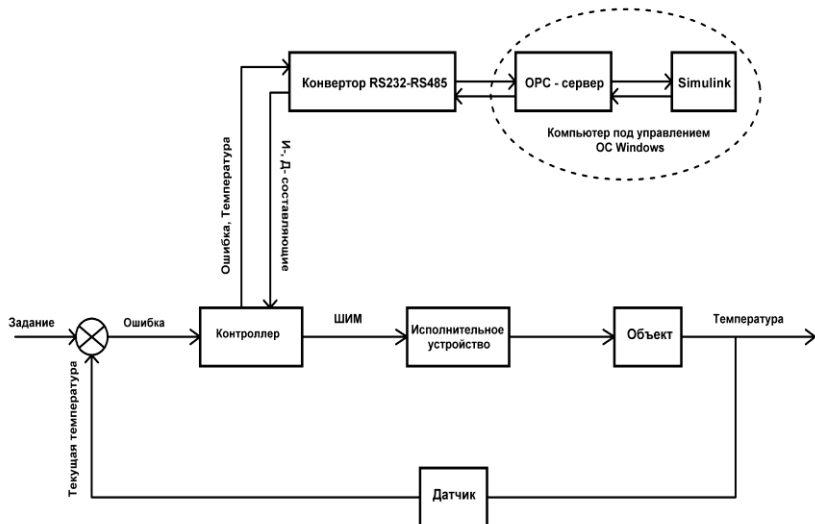 Конвертор RS232-RS485
OPC - сервер
Simulink
Компьютер под управлением
ОС Windows
Ошибка, Температура
И-, Д- составляющие
Задание
Ошибка
Контроллер
ШИМ
Исполнительное
устройство
Объект
Температура
Текущая температура
Датчик